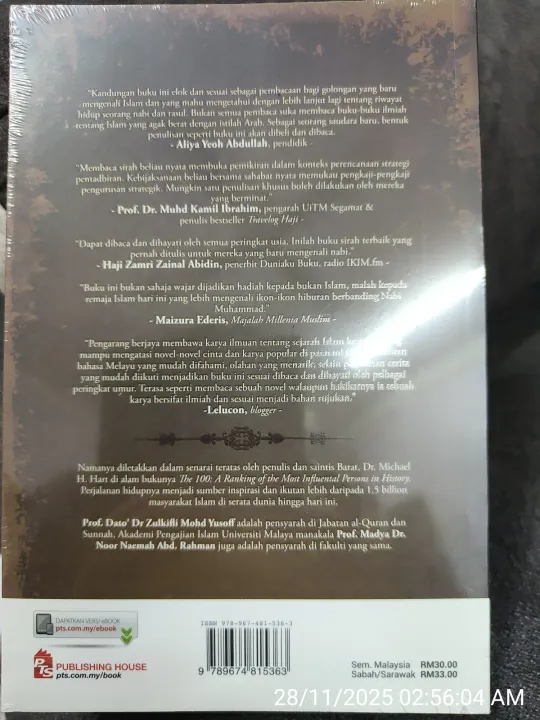 "Kandungan buku ini elok dan sesuai sebagai pembacaan bagi golongan yang baru
mengenali Islam dan yang mahu mengetahui dengan lebih lanjut lagi tentang riwayat
hidup seorang nabi dan rasul. Bukan semua pembaca suka membaca buku-buku ilmiah
tentang Islam yang agak berat dengan istilah Arab. Sebagai seorang saudara baru, bentuk
penulisan seperti buku ini akan dibeli dan dibaca.
- Aliya Yeoh Abdullah, pendidik -
"Membaca sirah beliau nyata membuka pemikiran dalam konteks perencanaan strategi
pentadbiran. Kebijaksanaan beliau bersama sahabat nyata memukau pengkaji-pengkaji
pengurusan strategik. Mungkin satu penulisan khusus boleh dilakukan oleh mereka
yang berminat."
- Prof. Dr. Muhd Kamil Ibrahim, pengarah UiTM Segamat &
penulis bestseller Travelog Haji -
"Dapat dibaca dan dihayati oleh semua peringkat usia. Inilah buku sirah terbaik yang
pernah ditulis untuk mereka yang baru mengenali nabi."
- Haji Zamri Zainal Abidin, penerbit Duniaku Buku, radio IKIM.fm -
"Buku ini bukan sahaja wajar dijadikan hadiah kepada bukan Islam, malah kepada
remaja Islam hari ini yang lebih mengenali ikon-ikon hiburan berbanding Nabi
Muhammad."
- Maizura Ederis, Majalah Millenia Muslim -
"Pengarang berjaya membawa karya ilmuan tentang sejarah Islam
mampu mengatasi novel-novel cinta dan karya popular di
bahasa Melayu yang mudah difahami, olahan yang menarik, cerita
yang mudah diikuti menjadikan buku ini sesuai dibaca dan dihayati oleh pelbagai
peringkat umur. Terasa seperti membaca sebuah novel walaupun hakikatnya ia sebuah
karya bersifat ilmiah dan sesuai menjadi bahan rujukan."
-Lelucon, blogger -
Namanya diletakkan dalam senarai teratas oleh penulis dan saintis Barat, Dr. Michael
H. Hart di dalam bukunya The 100: A Ranking of the Most Influental Persons in History.
Perjalanan hidupnya menjadi sumber inspirasi dan ikutan lebih daripada 1.5 billion
masyarakat Islam di serata dunia hingga hari ini.
Prof. Dato' Dr Zulkifli Mohd Yusoff adalah pensyarah di Jabatan al-Quran dan
Sunnah, Akademi Pengajian Islam Universiti Malaya manakala Prof. Madya Dr.
Noor Naemah Abd. Rahman juga adalah pensyarah di fakulti yang sama.
DAPATKAN VERSI eBOOK
pts.com.my/ebook
PTS PUBLISHING HOUSE
pts.com.my/book
ISBN 978-967-481-536-3
9 789674 815363
Sem. Malaysia RM30.00
Sabah/Sarawak RM33.00
28/11/2025 02:56:04 AM